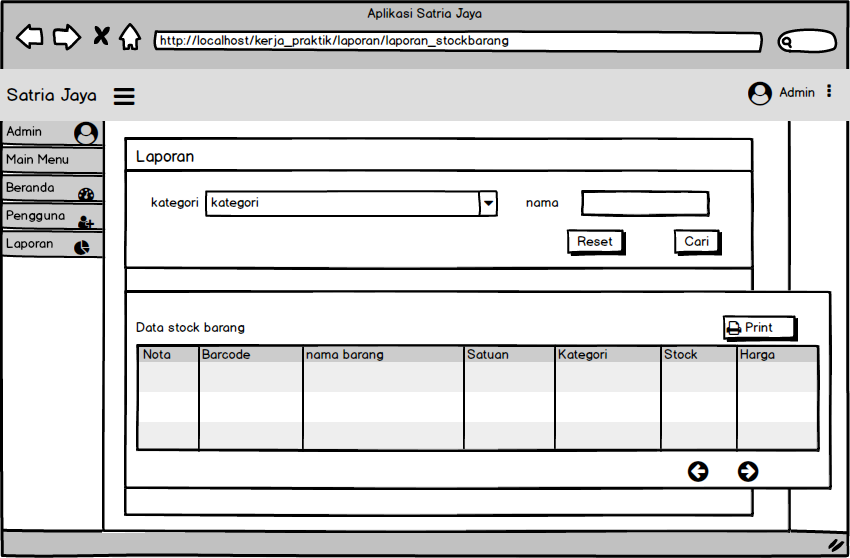 Aplikasi Satria Jaya
http://localhost/kerja_praktik/laporan/laporan_stockbarang
Satria Jaya
Admin
Admin
Main Menu
Beranda
Pengguna
Laporan
Laporan
kategori kategori nama
Reset Cari
Data stock barang Print
Nota Barcode nama barang Satuan Kategori Stock Harga